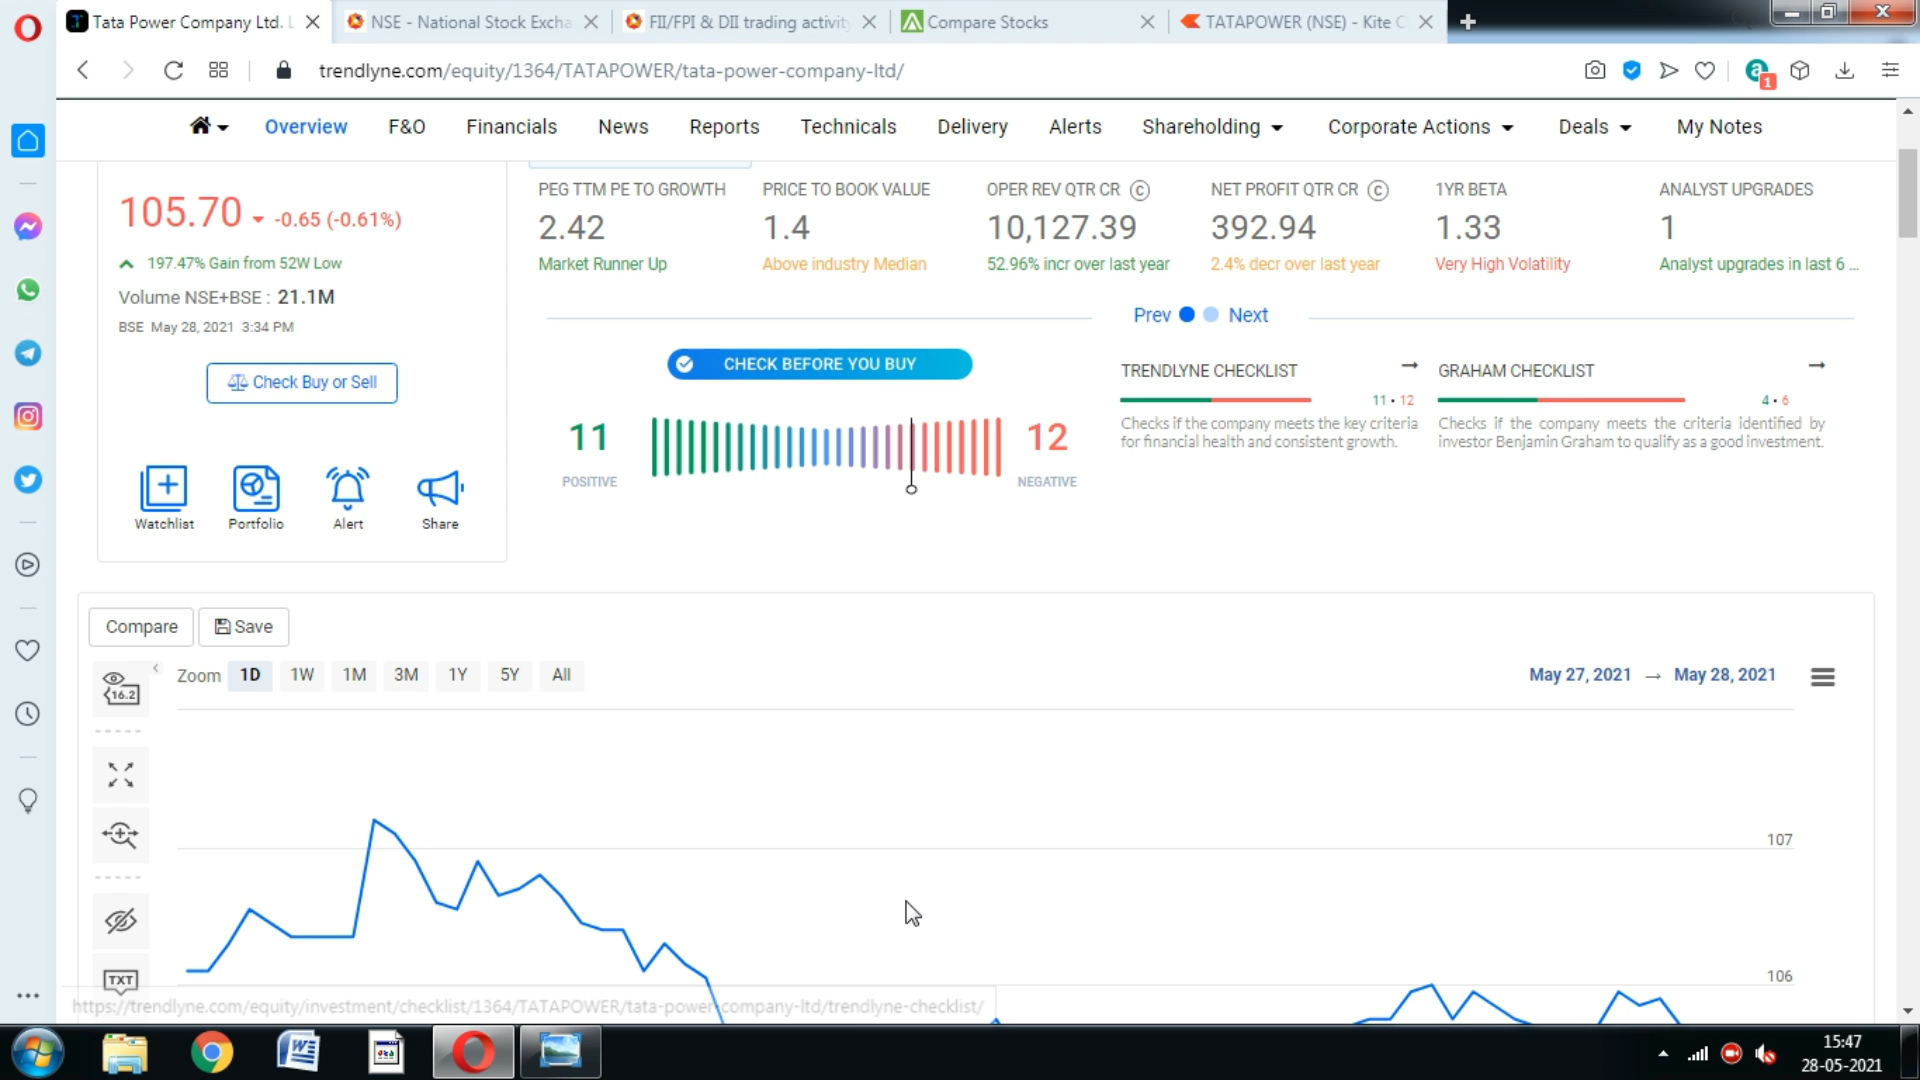 Tata Power Company Ltd. L
NSE - National Stock Excha
FII/FPI & DII trading activity
Compare Stocks
TATAPOWER (NSE) - Kite C
trendlyne.com/equity/1364/TATAPOWER/tata-power-company-ltd/
1
Overview
F&O
Financials
News
Reports
Technicals
Delivery
Alerts
Shareholding
Corporate Actions
Deals
My Notes
105.70 -0.65 (-0.61%)
197.47% Gain from 52W Low
Volume NSE+BSE : 21.1M
BSE May 28, 2021 3:34 PM
Check Buy or Sell
Watchlist
Portfolio
Alert
Share
PEG TTM PE TO GROWTH
2.42
Market Runner Up
PRICE TO BOOK VALUE
1.4
Above industry Median
OPER REV QTR CR C
10,127.39
52.96% incr over last year
NET PROFIT QTR CR C
392.94
2.4% decr over last year
1YR BETA
1.33
Very High Volatility
ANALYST UPGRADES
1
Analyst upgrades in last 6 ...
Prev
Next
CHECK BEFORE YOU BUY
11
POSITIVE
12
NEGATIVE
TRENDLYNE CHECKLIST
11 • 12
Checks if the company meets the key criteria
for financial health and consistent growth.
GRAHAM CHECKLIST
4 • 6
Checks if the company meets the criteria identified by
investor Benjamin Graham to qualify as a good investment.
Compare
Save
Zoom 1D 1W 1M 3M 1Y 5Y All
May 27, 2021 → May 28, 2021
16.2
TXT
107
106
https://trendlyne.com/equity/investment/checklist/1364/TATAPOWER/tata-power-company-ltd/trendlyne-checklist/
15:47
28-05-2021